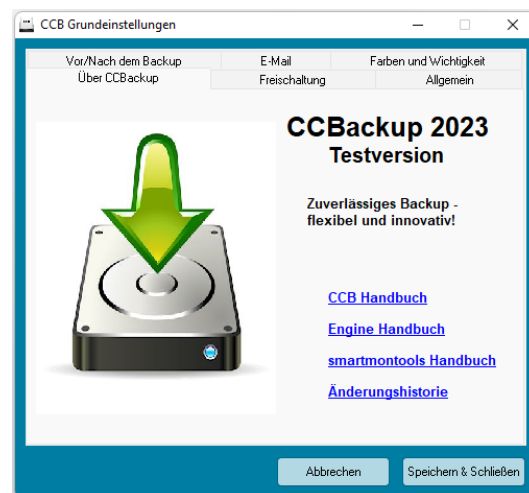 CCB Grundeinstellungen
Vor/Nach dem Backup E-Mail Farben und Wichtigkeit
Über CCBackup Freischaltung Allgemein
CCBackup 2023
Testversion
Zuverlässiges Backup -
flexibel und innovativ!
CCB Handbuch
Engine Handbuch
smartmontools Handbuch
Änderungshistorie
Abbrechen Speichern & Schließen